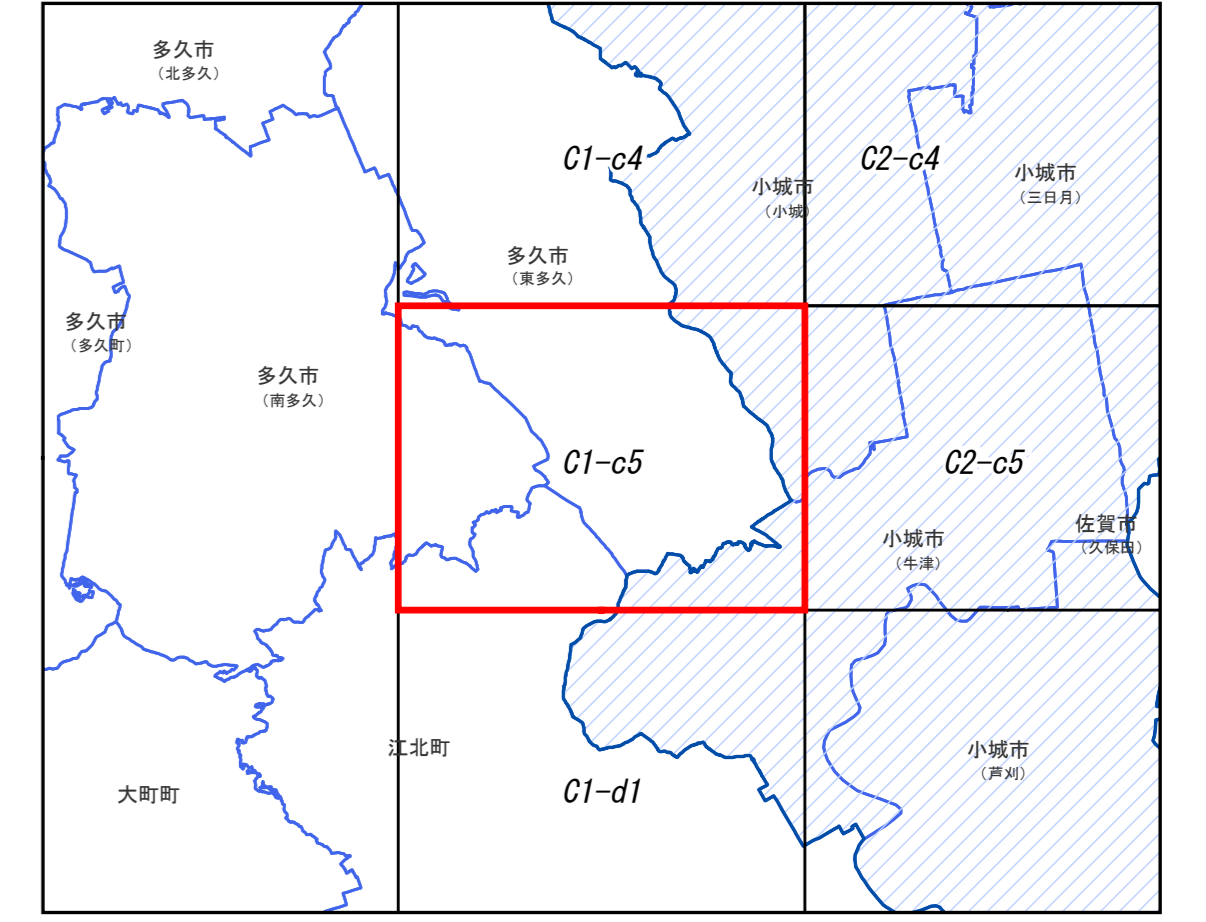 多久市
（北多久）
C1-c4
C2-c4
小城市
（三日月）
小城市
（小城）
多久市
（東多久）
多久市
（多久町）
多久市
（南多久）
C1-c5
C2-c5
佐賀市
（久保田）
小城市
（牛津）
江北町
小城市
（芦刈）
大町町
C1-d1